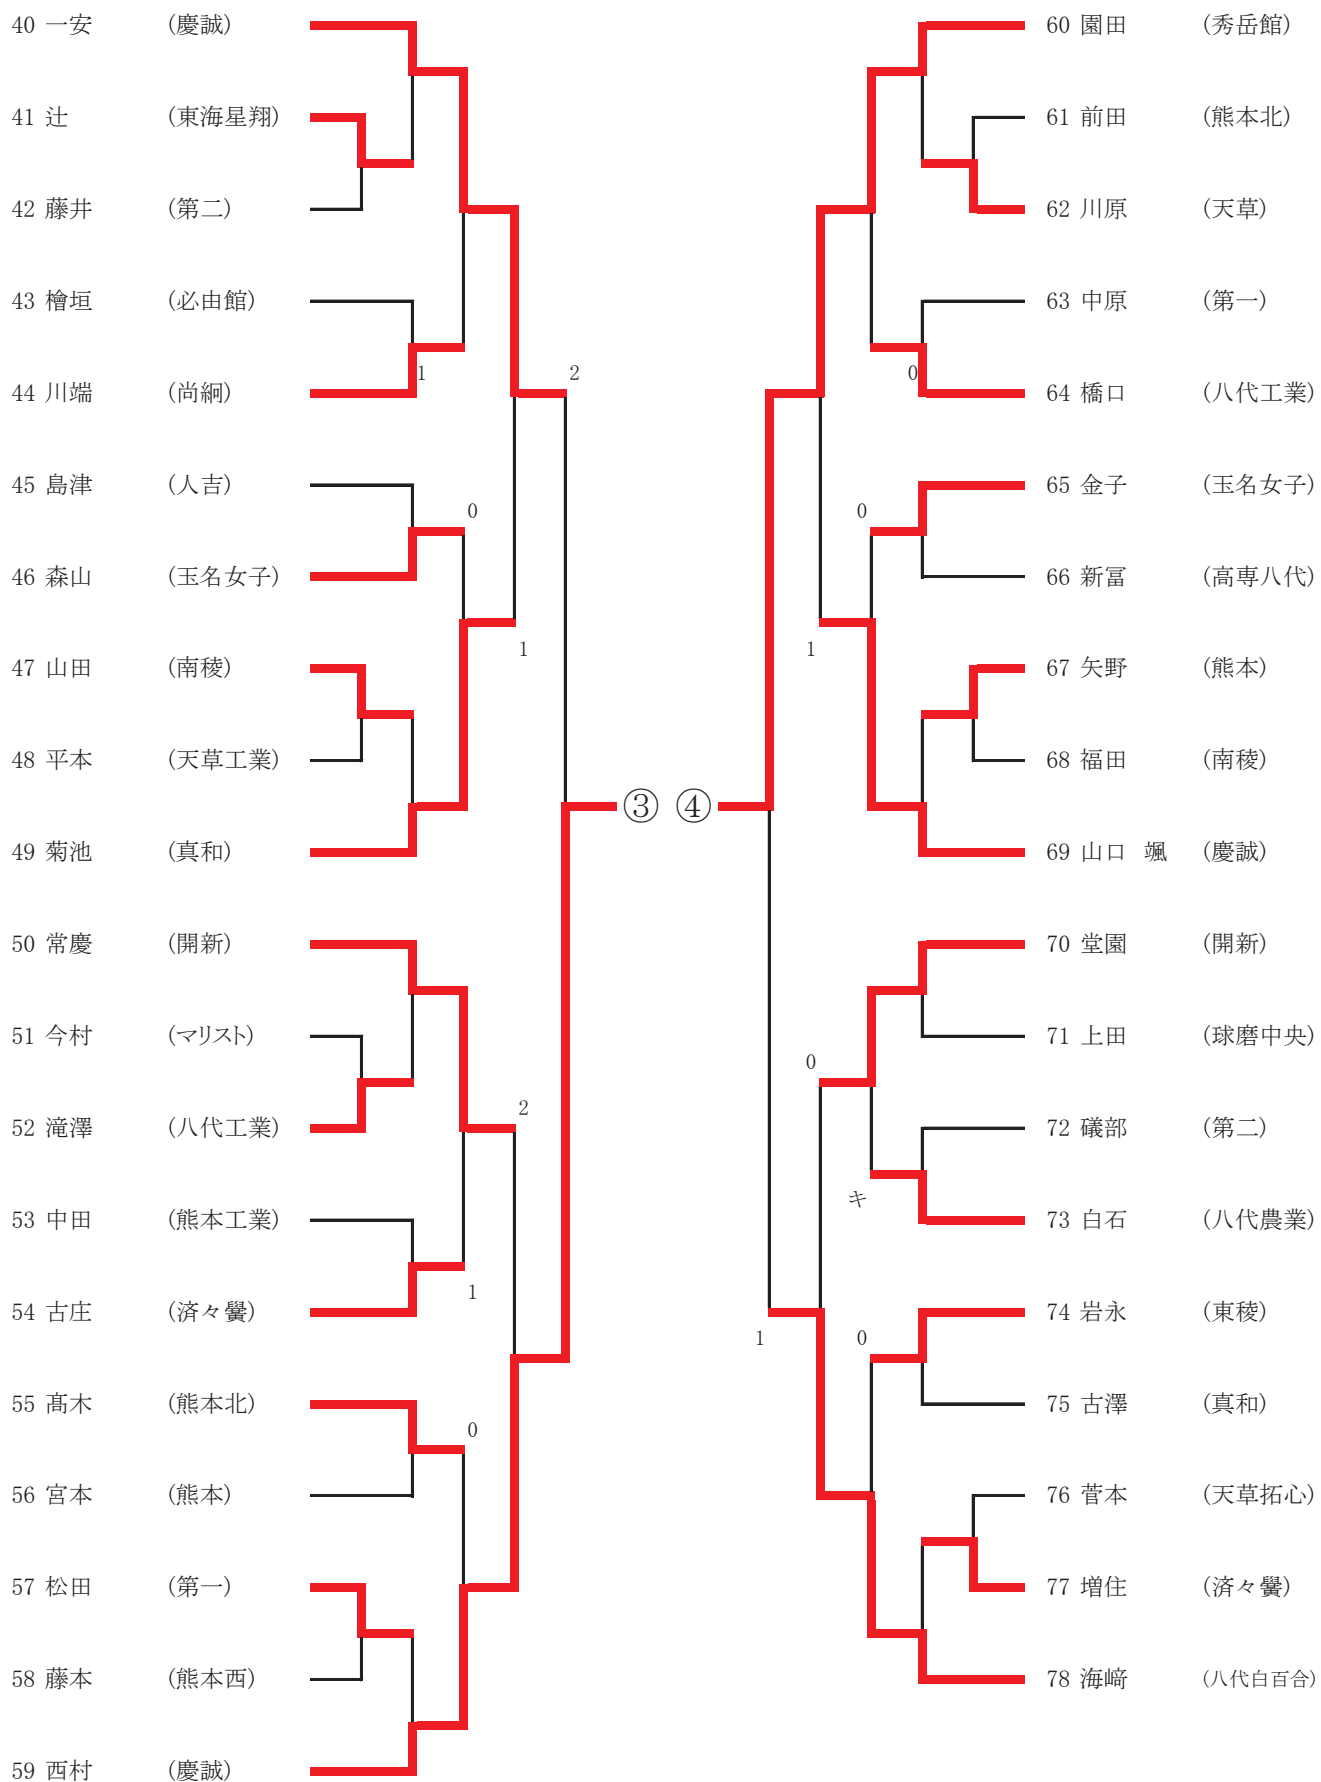 40 一安 (慶誠)
41 辻 (東海星翔)
42 藤井 (第二)
43 檜垣 (必由館)
1
2
44 川端 (尚絅)
45 島津 (人吉)
0
46 森山 (玉名女子)
1
47 山田 (南稜)
48 平本 (天草工業)
③
49 菊池 (真和)
50 常慶 (開新)
51 今村 (マリスト)
2
52 滝澤 (八代工業)
53 中田 (熊本工業)
1
54 古庄 (済々黌)
55 髙木 (熊本北)
0
56 宮本 (熊本)
57 松田 (第一)
58 藤本 (熊本西)
59 西村 (慶誠)
60 園田 (秀岳館)
61 前田 (熊本北)
62 川原 (天草)
63 中原 (第一)
0
64 橋口 (八代工業)
65 金子 (玉名女子)
0
66 新冨 (高専八代)
1
67 矢野 (熊本)
68 福田 (南稜)
④
69 山口 颯 (慶誠)
70 堂園 (開新)
71 上田 (球磨中央)
0
72 礒部 (第二)
キ
73 白石 (八代農業)
74 岩永 (東稜)
1
0
75 古澤 (真和)
76 菅本 (天草拓心)
77 増住 (済々黌)
78 海﨑 (八代白百合)